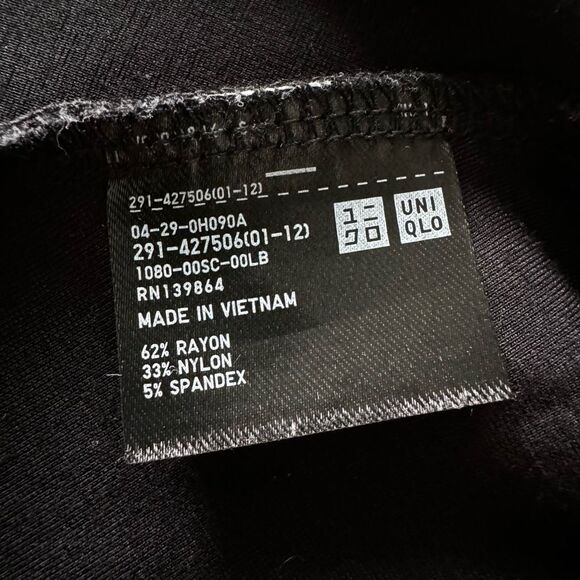 291-427506(01-12)
04-29-0H090A
291-427506(01-12)
1080-00SC-00LB
RN139864
MADE IN VIETNAM
62% RAYON
33% NYLON
5% SPANDEX
ユニ
クロ
UNI
QLO